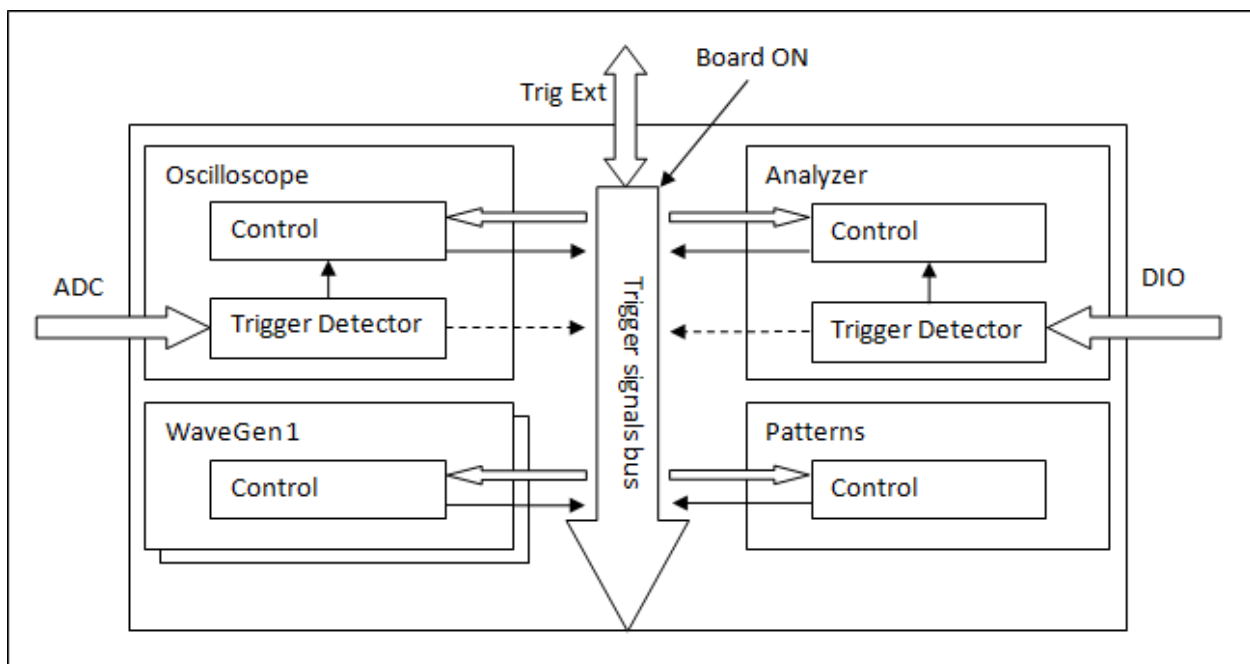 Board ON
Trig Ext
Oscilloscope
Control
Trigger Detector
ADC
WaveGen 1
Control
Trigger signals bus
Analyzer
Control
Trigger Detector
DIO
Patterns
Control